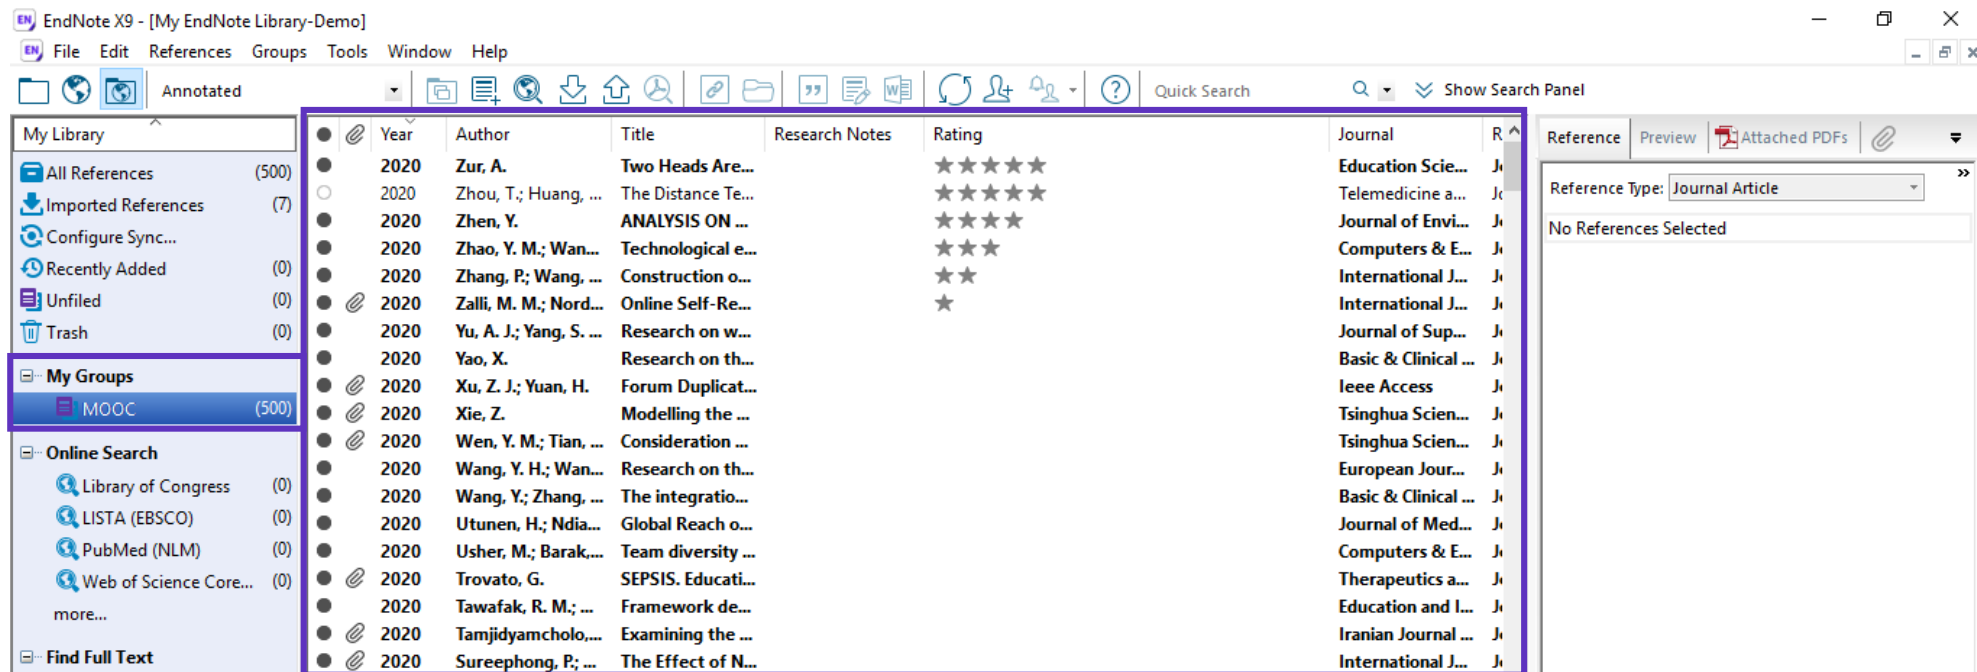 EndNote X9 - [My EndNote Library-Demo]
File Edit References Groups Tools Window Help
Annotated Quick Search Show Search Panel
My Library
All References (500)
Imported References (7)
Configure Sync...
Recently Added (0)
Unfiled (0)
Trash (0)
My Groups
MOOC (500)
Online Search
Library of Congress (0)
LISTA (EBSCO) (0)
PubMed (NLM) (0)
Web of Science Core... (0)
more...
Find Full Text
Year Author Title Research Notes Rating Journal R
2020 Zur, A. Two Heads Are... Education Scie...
2020 Zhou, T.; Huang, ... The Distance Te... Telemedicine a...
2020 Zhen, Y. ANALYSIS ON ... Journal of Envi...
2020 Zhao, Y. M.; Wan... Technological e... Computers & E...
2020 Zhang, P.; Wang, ... Construction o... International J...
2020 Zalli, M. M.; Nord... Online Self-Re... International J...
2020 Yu, A. J.; Yang, S. ... Research on w... Journal of Sup...
2020 Yao, X. Research on th... Basic & Clinical ...
2020 Xu, Z. J.; Yuan, H. Forum Duplicat... Ieee Access
2020 Xie, Z. Modelling the ... Tsinghua Scien...
2020 Wen, Y. M.; Tian, ... Consideration ... Tsinghua Scien...
2020 Wang, Y. H.; Wan... Research on th... European Jour...
2020 Wang, Y.; Zhang, ... The integratio... Basic & Clinical ...
2020 Utunen, H.; Ndia... Global Reach o... Journal of Med...
2020 Usher, M.; Barak,... Team diversity ... Computers & E...
2020 Trovato, G. SEPSIS. Educati... Therapeutics a...
2020 Tawafak, R. M.; ... Framework de... Education and I...
2020 Tamjidyamcholo,... Examining the ... Iranian Journal ...
2020 Sureephong, P.; ... The Effect of N... International J...
Reference Preview Attached PDFs
Reference Type: Journal Article
No References Selected